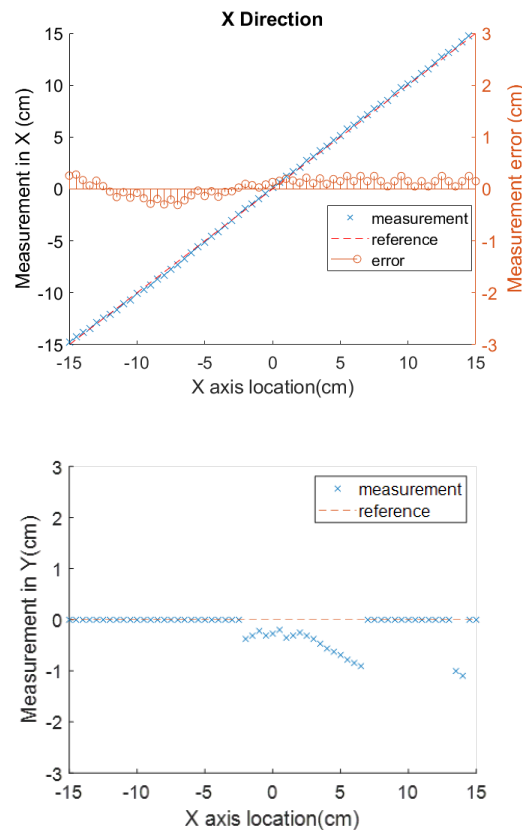 X Direction
Measurement in X (cm)
15
10
5
0
-5
-10
-15
3
2
1
0
-1
-2
-3
Measurement error (cm)
measurement
reference
error
-15 -10 -5 0 5 10 15
X axis location(cm)
Measurement in Y(cm)
3
2
1
0
-1
-2
-3
measurement
reference
-15 -10 -5 0 5 10 15
X axis location(cm)